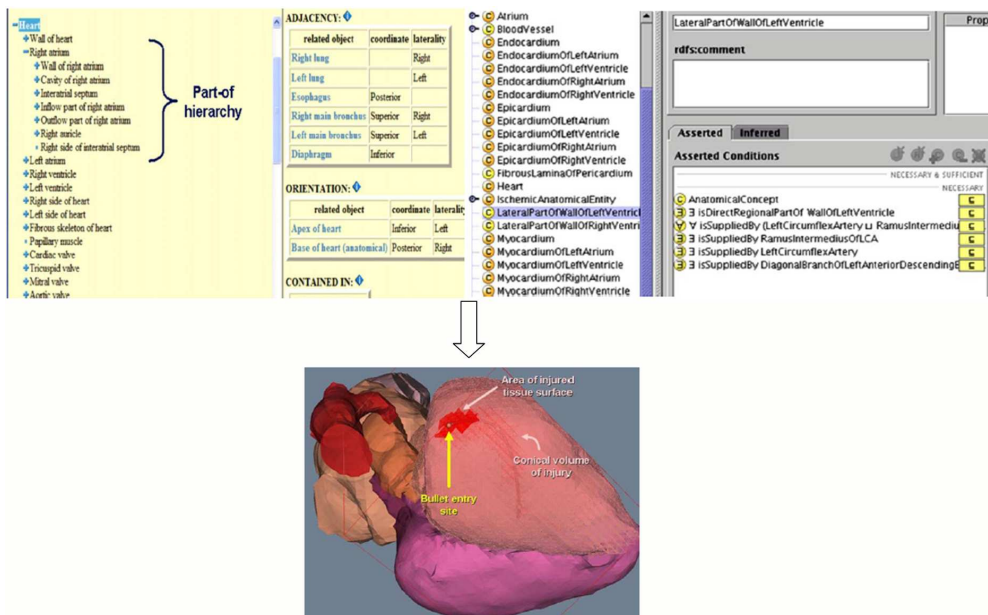 Heart
Wall of heart
Right atrium
Wall of right atrium
Cavity of right atrium
Interatrial septum
Inflow part of right atrium
Outflow part of right atrium
Right auricle
Right side of interatrial septum
Left atrium
Right ventricle
Left ventricle
Right side of heart
Left side of heart
Fibrous skeleton of heart
Papillary muscle
Cardiac valve
Tricuspid valve
Mitral valve
Aortic valve
Part-of
hierarchy
ADJACENCY:
related object coordinate laterality
Right lung Right
Left lung Left
Esophagus Posterior
Right main bronchus Superior Right
Left main bronchus Superior Left
Diaphragm Inferior
ORIENTATION:
related object coordinate laterality
Apex of heart Inferior Left
Base of heart (anatomical) Posterior Right
CONTAINED IN:
Atrium
BloodVessel
Endocardium
EndocardiumOfLeftAtrium
EndocardiumOfLeftVentricle
EndocardiumOfRightAtrium
EndocardiumOfRightVentricle
Epicardium
EpicardiumOfLeftAtrium
EpicardiumOfLeftVentricle
EpicardiumOfRightAtrium
EpicardiumOfRightVentricle
FibrousLaminaOfPericardium
Heart
IschemicAnatomicalEntity
LateralPartOfWallOfLeftVentricl
LateralPartOfWallOfRightVentri
Myocardium
MyocardiumOfLeftAtrium
MyocardiumOfLeftVentricle
MyocardiumOfRightAtrium
MyocardiumOfRightVentricle
LateralPartOfWallOfLeftVentricle
Prop
rdfs:comment
Asserted Inferred
Asserted Conditions
NECESSARY & SUFFICIENT
NECESSARY
AnatomicalConcept
∃ isDirectRegionalPartOf WallOfLeftVentricle
∀ isSuppliedBy (LeftCircumflexArtery ⊔ RamusIntermediu
∃ isSuppliedBy RamusIntermediusOfLCA
∃ isSuppliedBy LeftCircumflexArtery
∃ isSuppliedBy DiagonalBranchOfLeftAnteriorDescending
Area of injured
tissue surface
Conical volume
of injury
Bullet entry
site